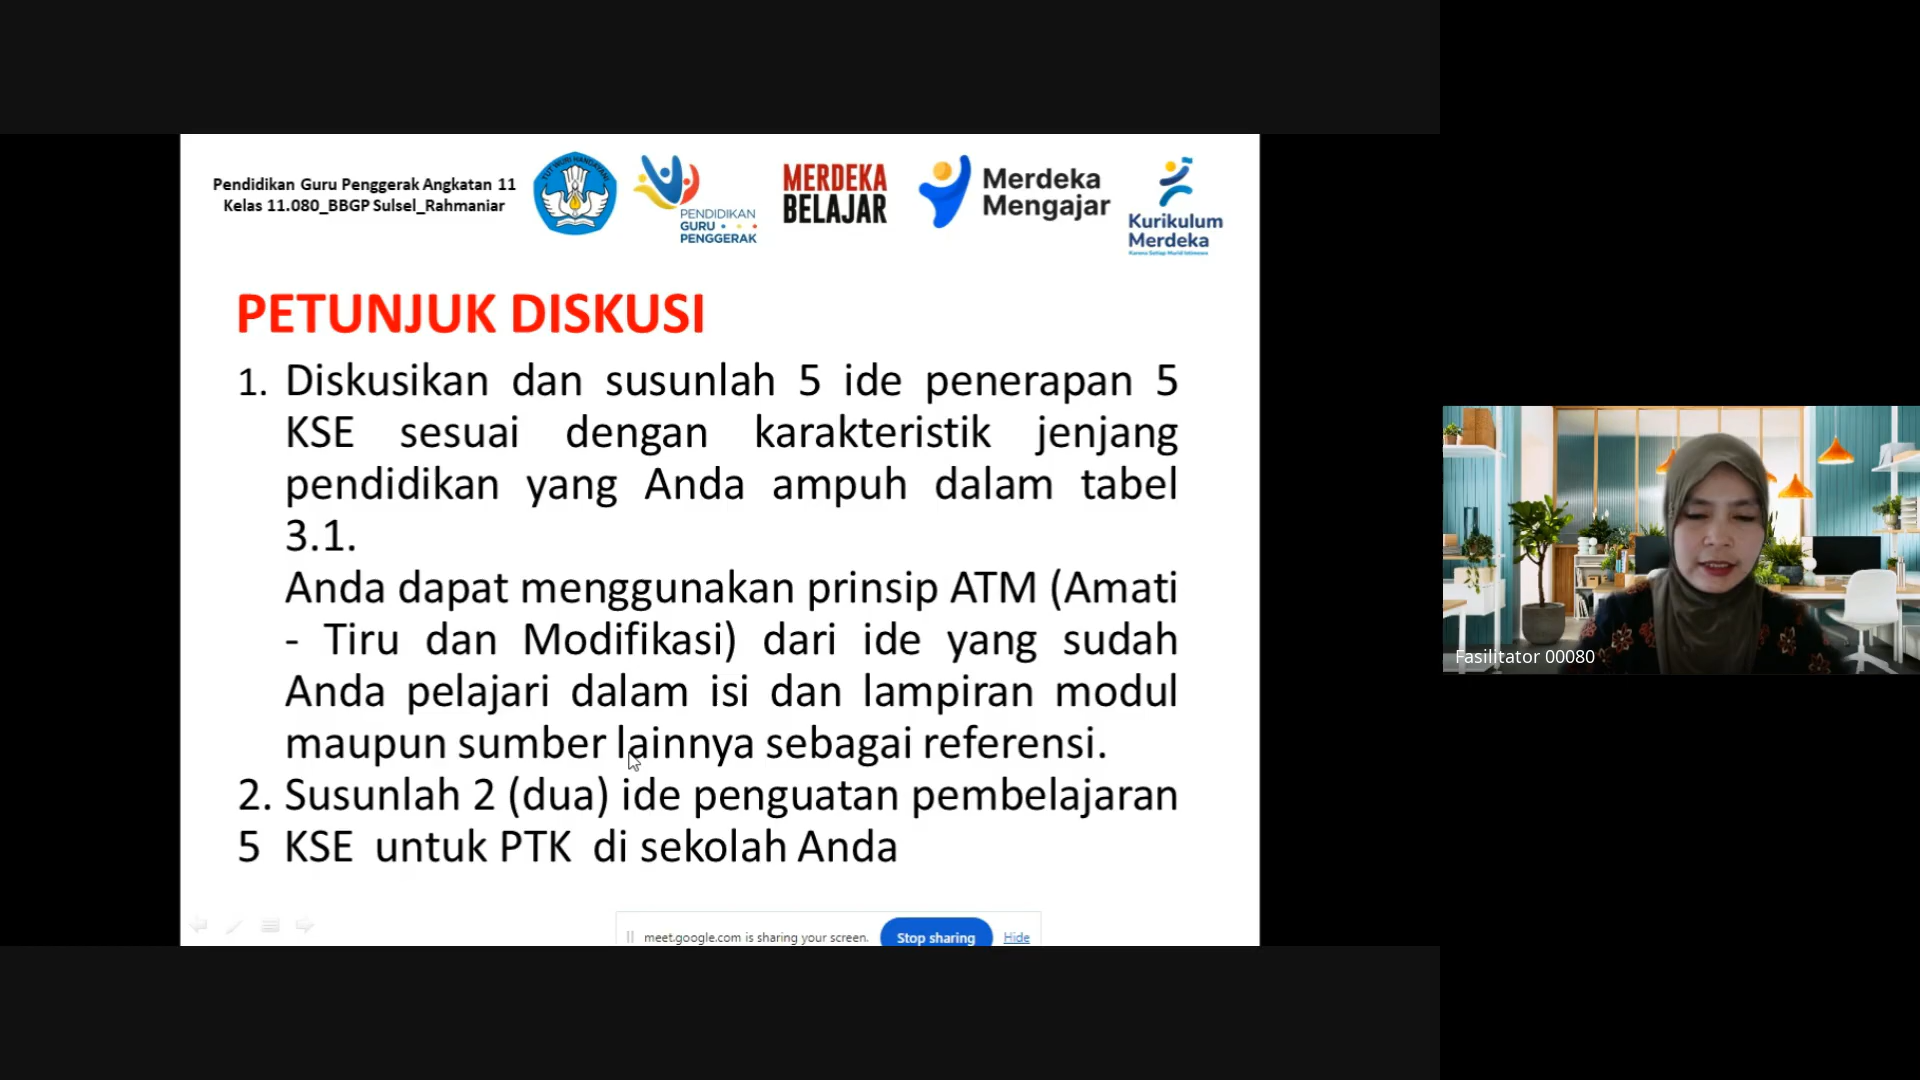 Pendidikan Guru Penggerak Angkatan 11
Kelas 11.080_BBGP Sulsel_Rahmaniar
TUT WURI HANDAYANI
PENDIDIKAN
GURU
PENGGERAK
MERDEKA
BELAJAR
Merdeka
Mengajar
Kurikulum
Merdeka
PETUNJUK DISKUSI
1. Diskusikan dan susunlah 5 ide penerapan 5
KSE sesuai dengan karakteristik jenjang
pendidikan yang Anda ampuh dalam tabel
3.1.
Anda dapat menggunakan prinsip ATM (Amati
- Tiru dan Modifikasi) dari ide yang sudah
Anda pelajari dalam isi dan lampiran modul
maupun sumber lainnya sebagai referensi.
2. Susunlah 2 (dua) ide penguatan pembelajaran
5 KSE untuk PTK di sekolah Anda
meet.google.com is sharing your screen.
Stop sharing
Hide
Fasilitator 00080